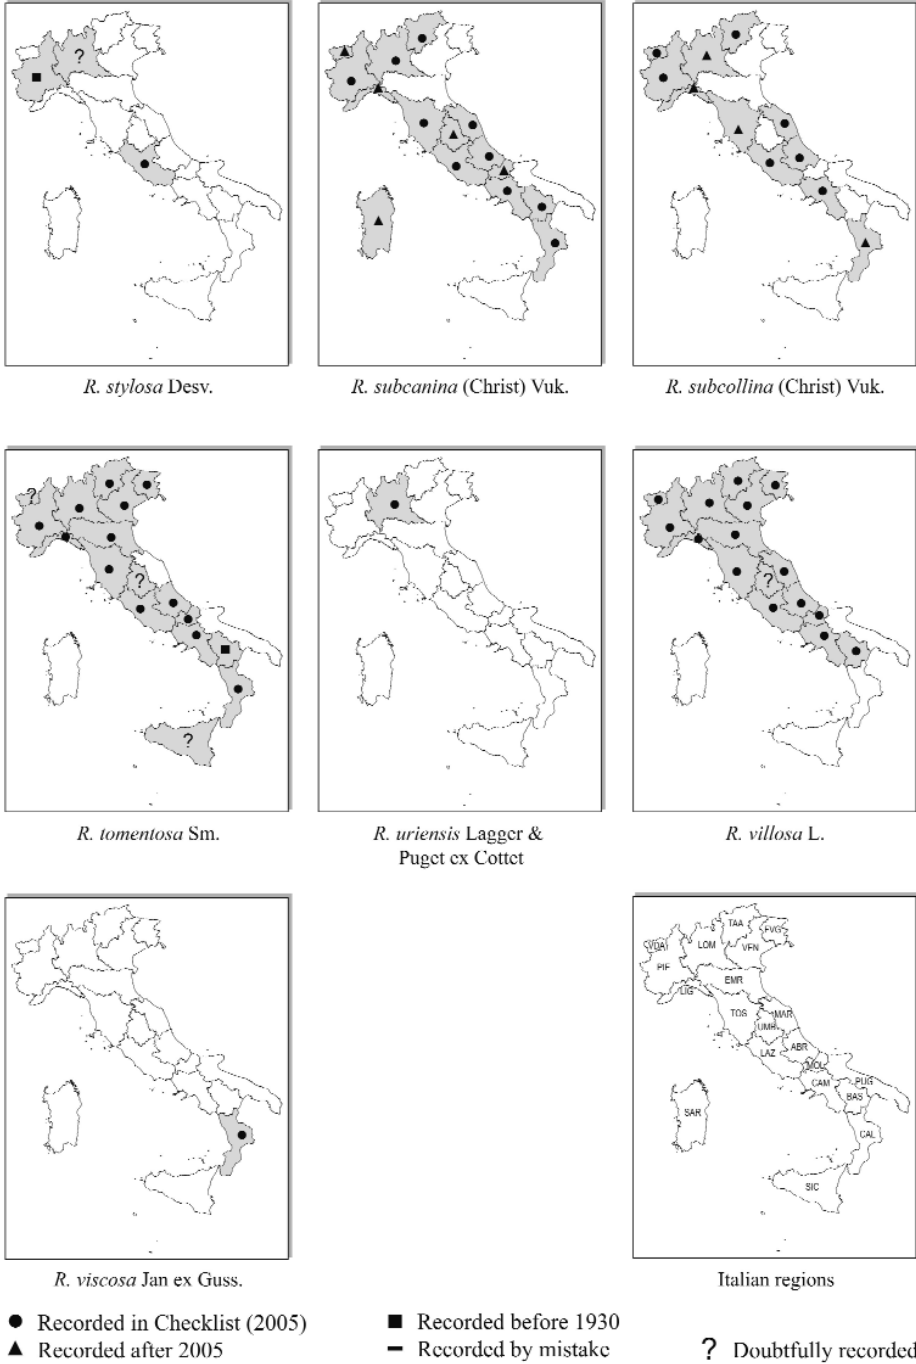 ?
R. stylosa Desv.
R. subcanina (Christ) Vuk.
R. subcollina (Christ) Vuk.
?
?
?
?
R. tomentosa Sm.
R. uriensis Lagger &
Puget ex Cottet
R. villosa L.
TAA
FVG
VDA
LOM
VEN
PIE
EMR
LIG
TOS
MAR
UMB
LAZ
ABR
MOL
CAM
PUG
BAS
SAR
CAL
SIC
R. viscosa Jan ex Guss.
Italian regions
Recorded in Checklist (2005)
Recorded before 1930
Recorded after 2005
Recorded by mistake
? Doubtfully recorded